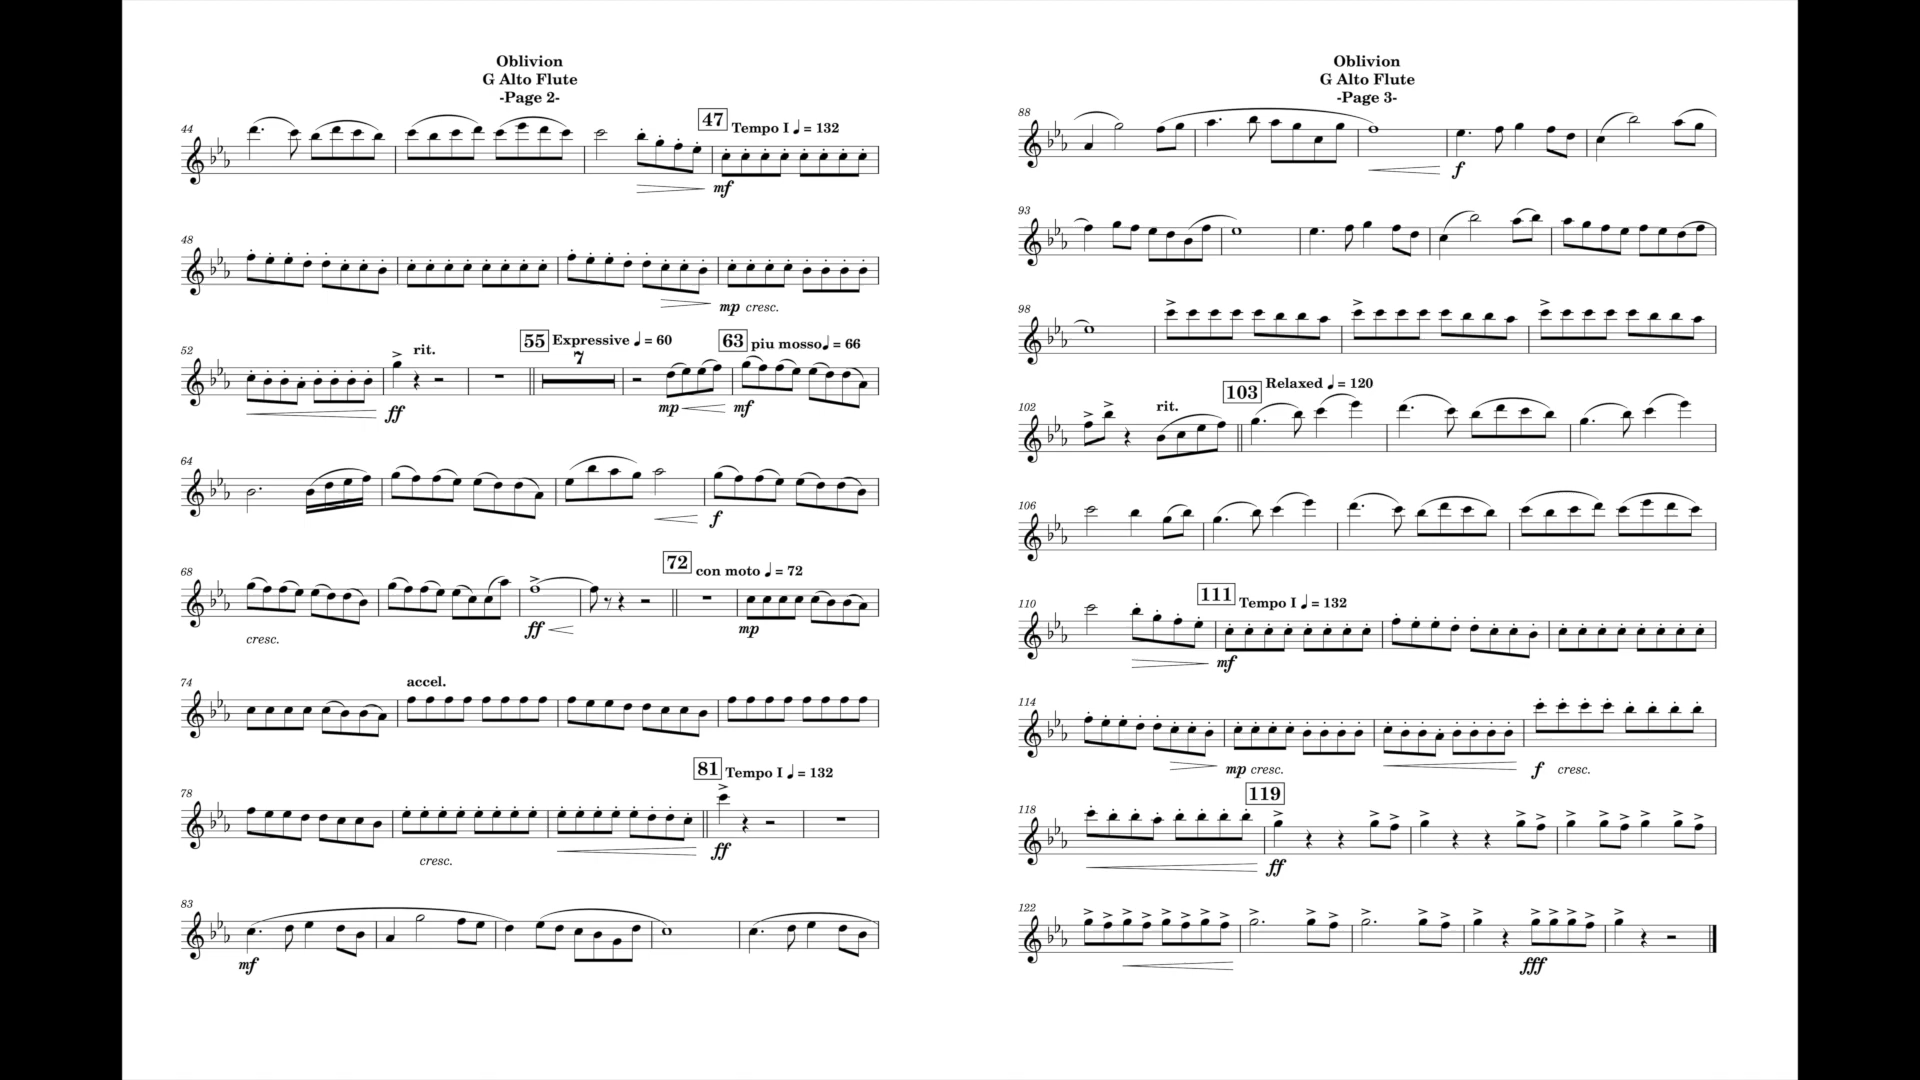 Oblivion
G Alto Flute
-Page 2-
44
47 Tempo I ♩ = 132
mf
48
mp cresc.
52
rit.
55 Expressive ♩ = 60
7
63 piu mosso ♩ = 66
ff
mp
mf
64
f
68
72 con moto ♩ = 72
cresc.
ff
mp
74
accel.
78
81 Tempo I ♩ = 132
cresc.
ff
83
mf
Oblivion
G Alto Flute
-Page 3-
88
f
93
98
102
rit.
103 Relaxed ♩ = 120
106
110
111 Tempo I ♩ = 132
mf
114
mp cresc.
f cresc.
118
119
ff
122
fff